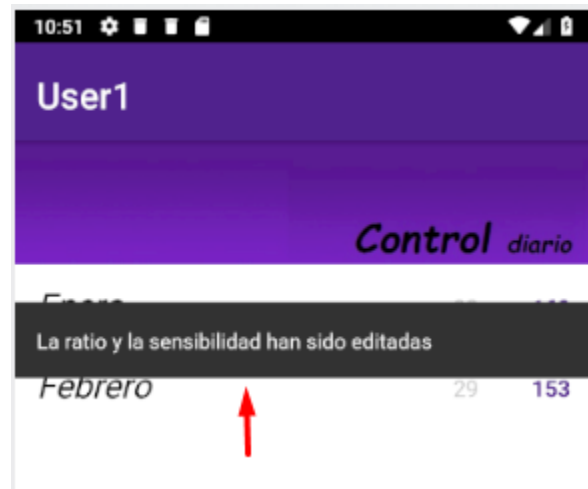 10:51
User1
Control diario
La ratio y la sensibilidad han sido editadas
Febrero 29 153